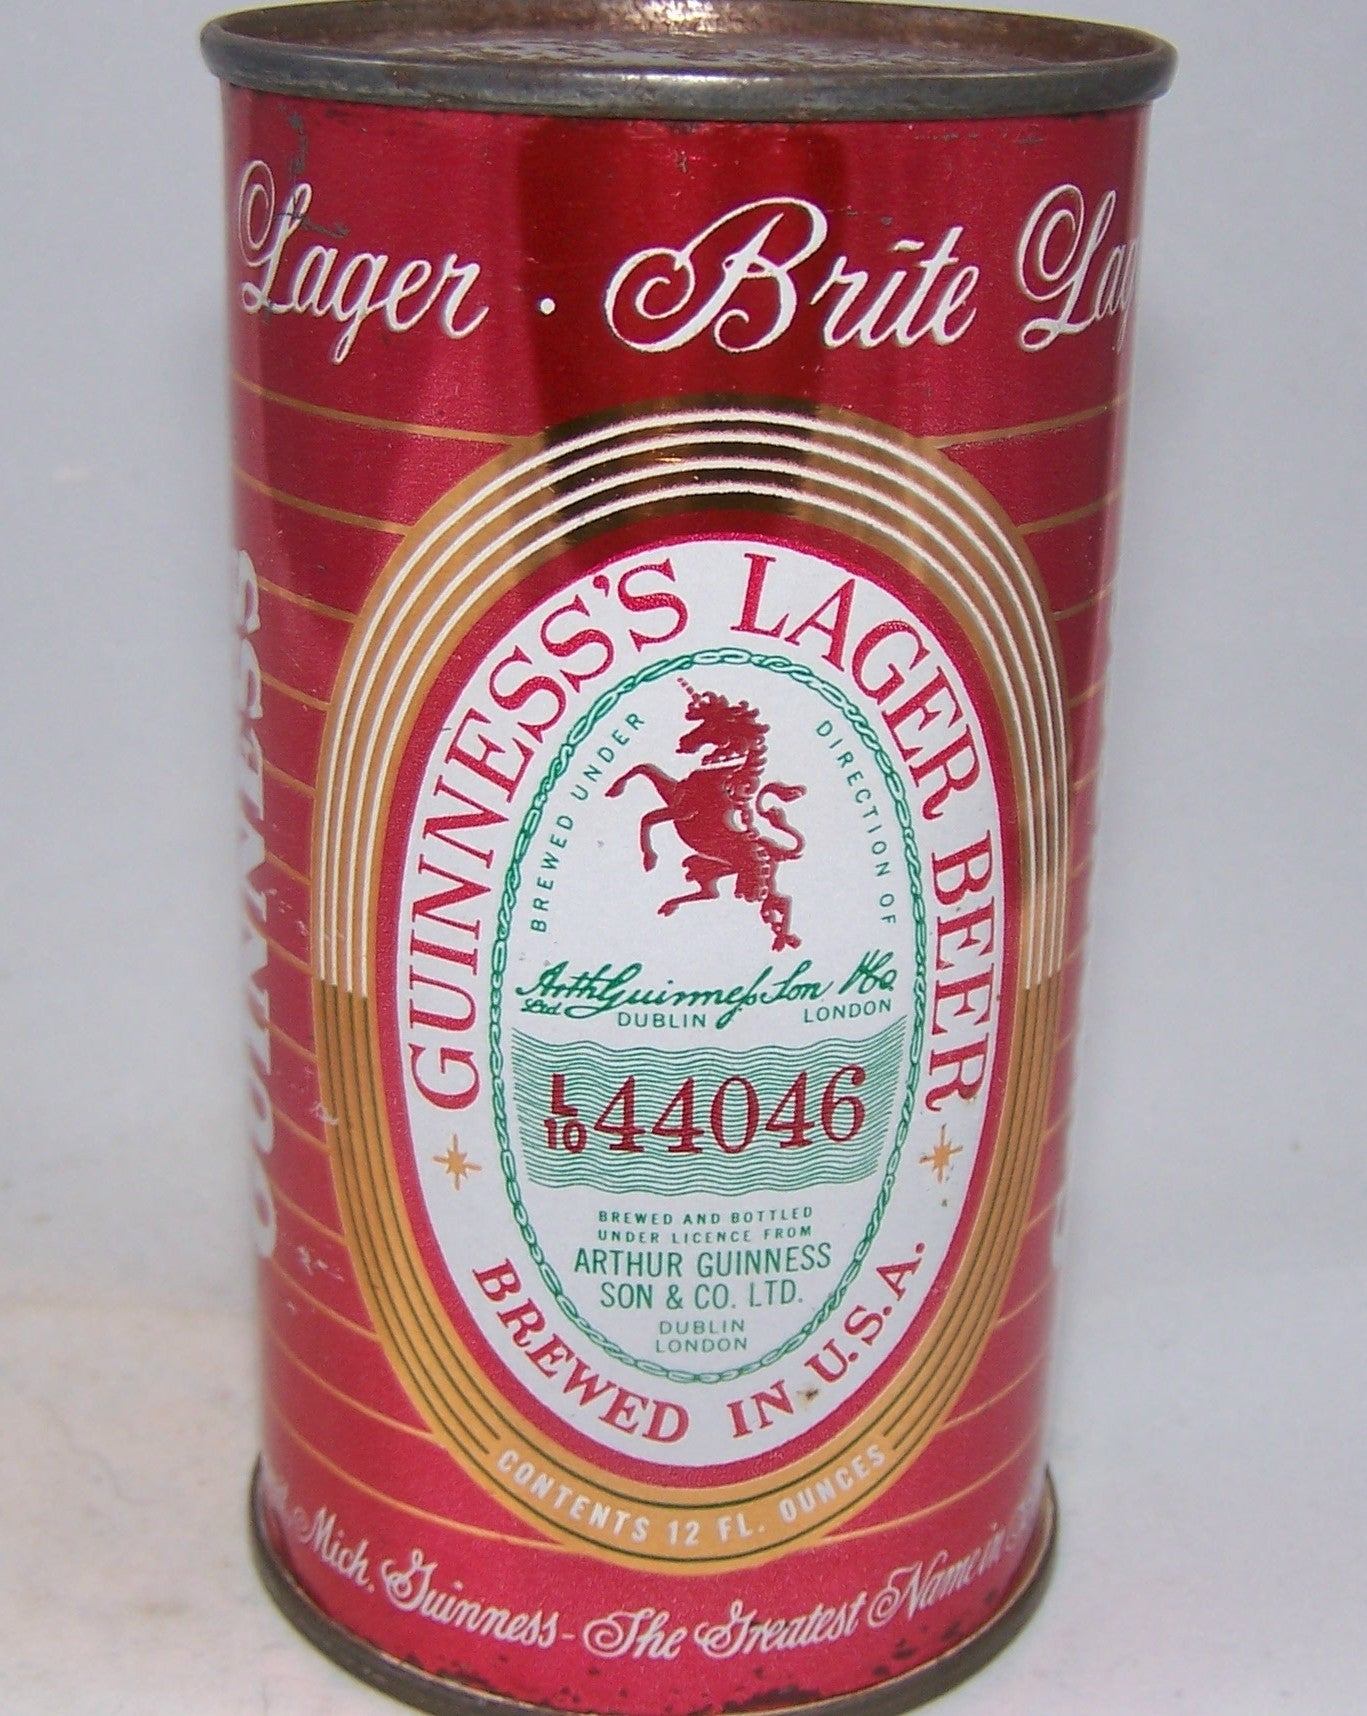 Lager · Brite Lag
GUINNESS
GUINNESS'S LAGER BEER
BREWED UNDER
DIRECTION OF
Arth Guinness Son & Co.
Ltd
DUBLIN LONDON
L/10 44046
BREWED AND BOTTLED
UNDER LICENCE FROM
ARTHUR GUINNESS
SON & CO. LTD.
DUBLIN
LONDON
BREWED IN U.S.A.
CONTENTS 12 FL. OUNCES
Mich. Guinness - The Greatest Name in